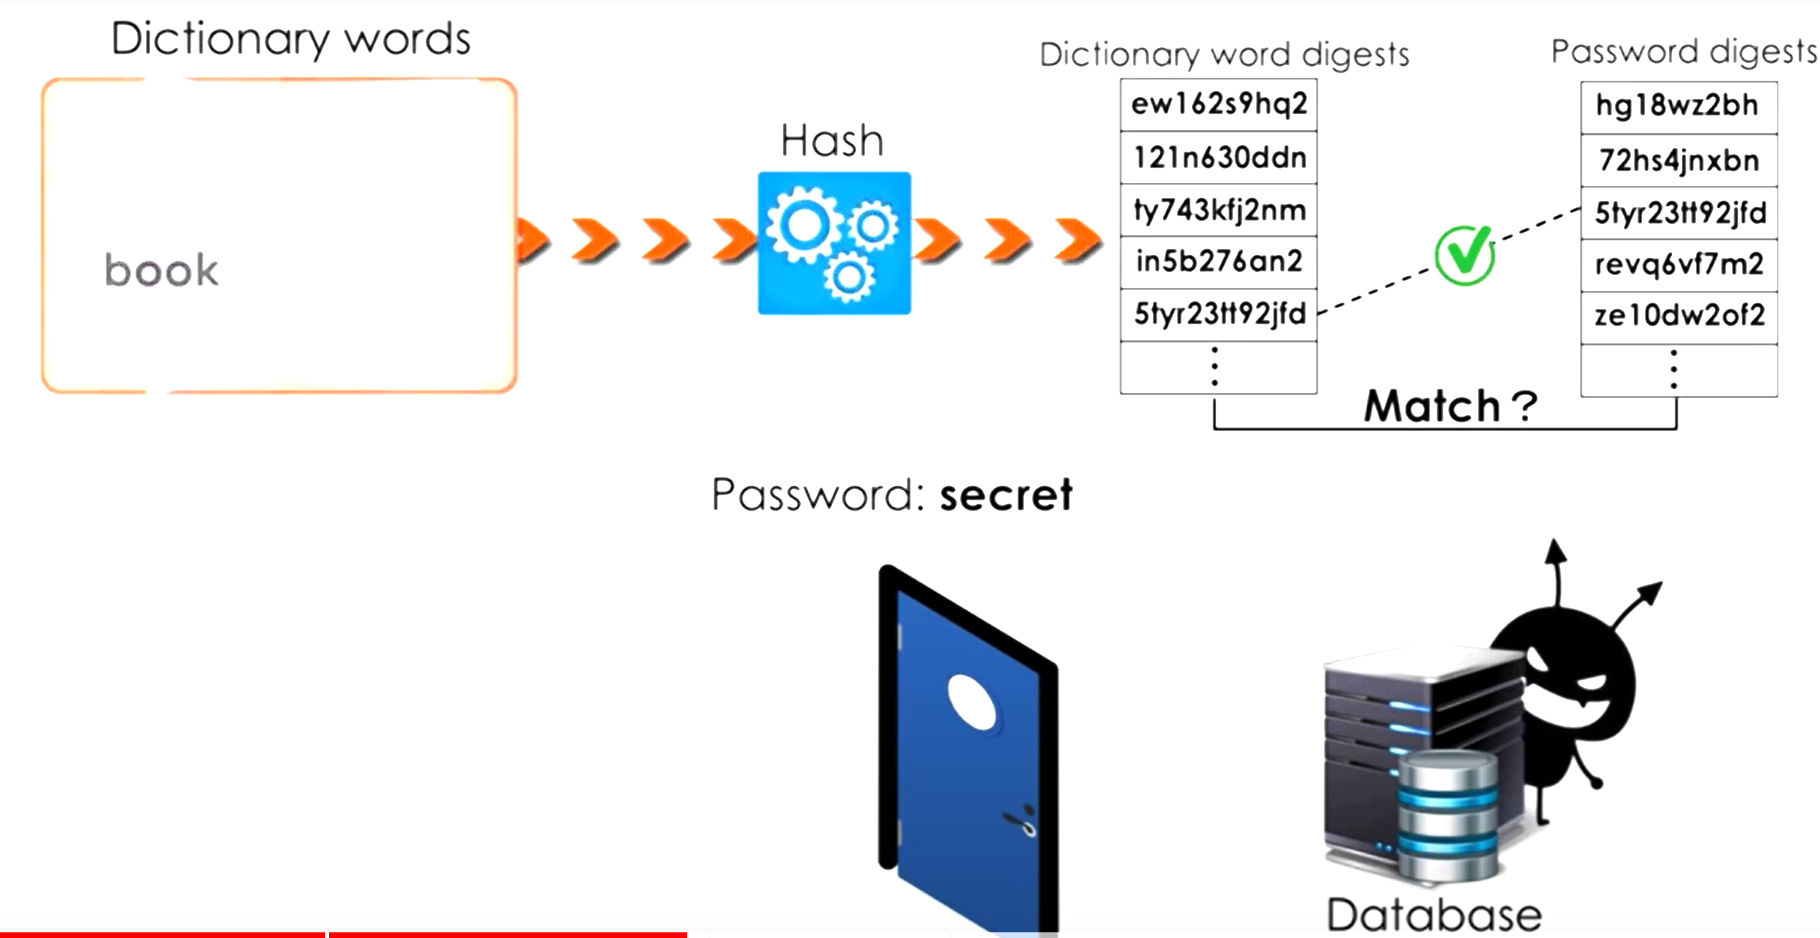 Dictionary words
book
Hash
Dictionary word digests
ew162s9hq2
121n630ddn
ty743kfj2nm
in5b276an2
5tyr23tt92jfd
Password digests
hg18wz2bh
72hs4jnxbn
5tyr23tt92jfd
revq6vf7m2
ze10dw2of2
Match ?
Password: secret
Database